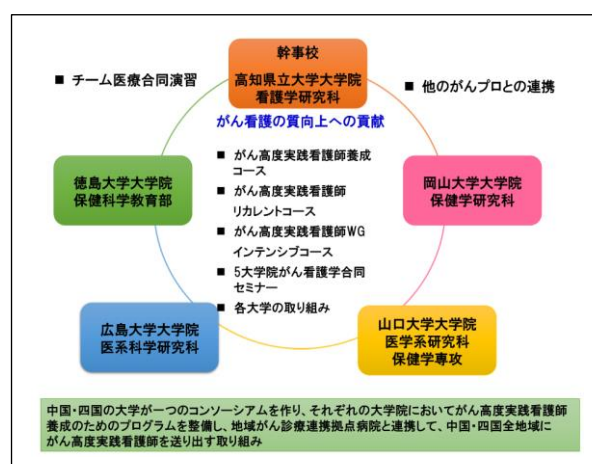 幹事校
高知県立大学大学院
看護学研究科
■ チーム医療合同演習
■ 他のがんプロとの連携
がん看護の質向上への貢献
■ がん高度実践看護師養成
コース
■ がん高度実践看護師
リカレントコース
■ がん高度実践看護師WG
インテンシブコース
■ 5大学院がん看護学合同
セミナー
■ 各大学の取り組み
徳島大学大学院
保健科学教育部
岡山大学大学院
保健学研究科
広島大学大学院
医系科学研究科
山口大学大学院
医学系研究科
保健学専攻
中国・四国の大学が一つのコンソーシアムを作り、それぞれの大学院においてがん高度実践看護師
養成のためのプログラムを整備し、地域がん診療連携拠点病院と連携して、中国・四国全地域に
がん高度実践看護師を送り出す取り組み